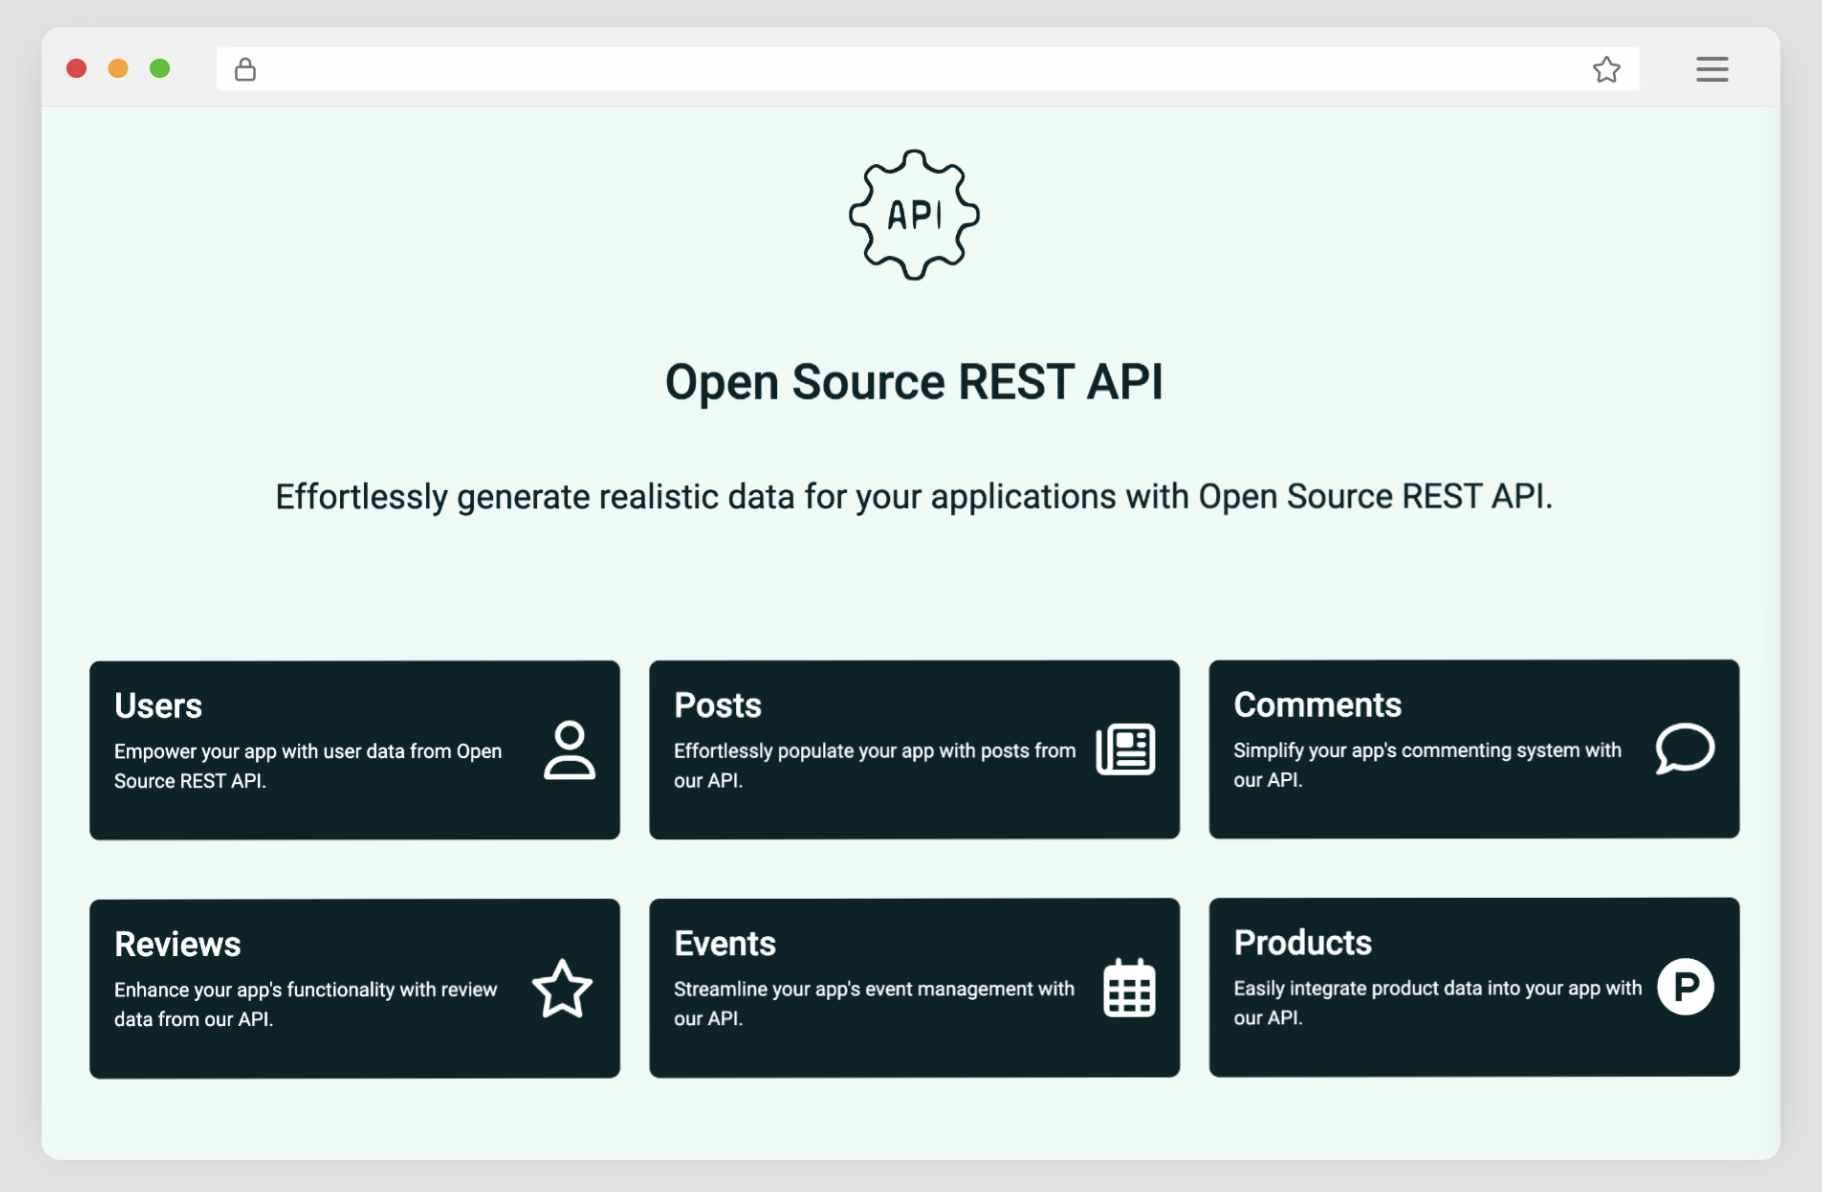 API
Open Source REST API
Effortlessly generate realistic data for your applications with Open Source REST API.
Users
Empower your app with user data from Open
Source REST API.
Posts
Effortlessly populate your app with posts from
our API.
Comments
Simplify your app's commenting system with
our API.
Reviews
Enhance your app's functionality with review
data from our API.
Events
Streamline your app's event management with
our API.
Products
Easily integrate product data into your app with
our API.
P